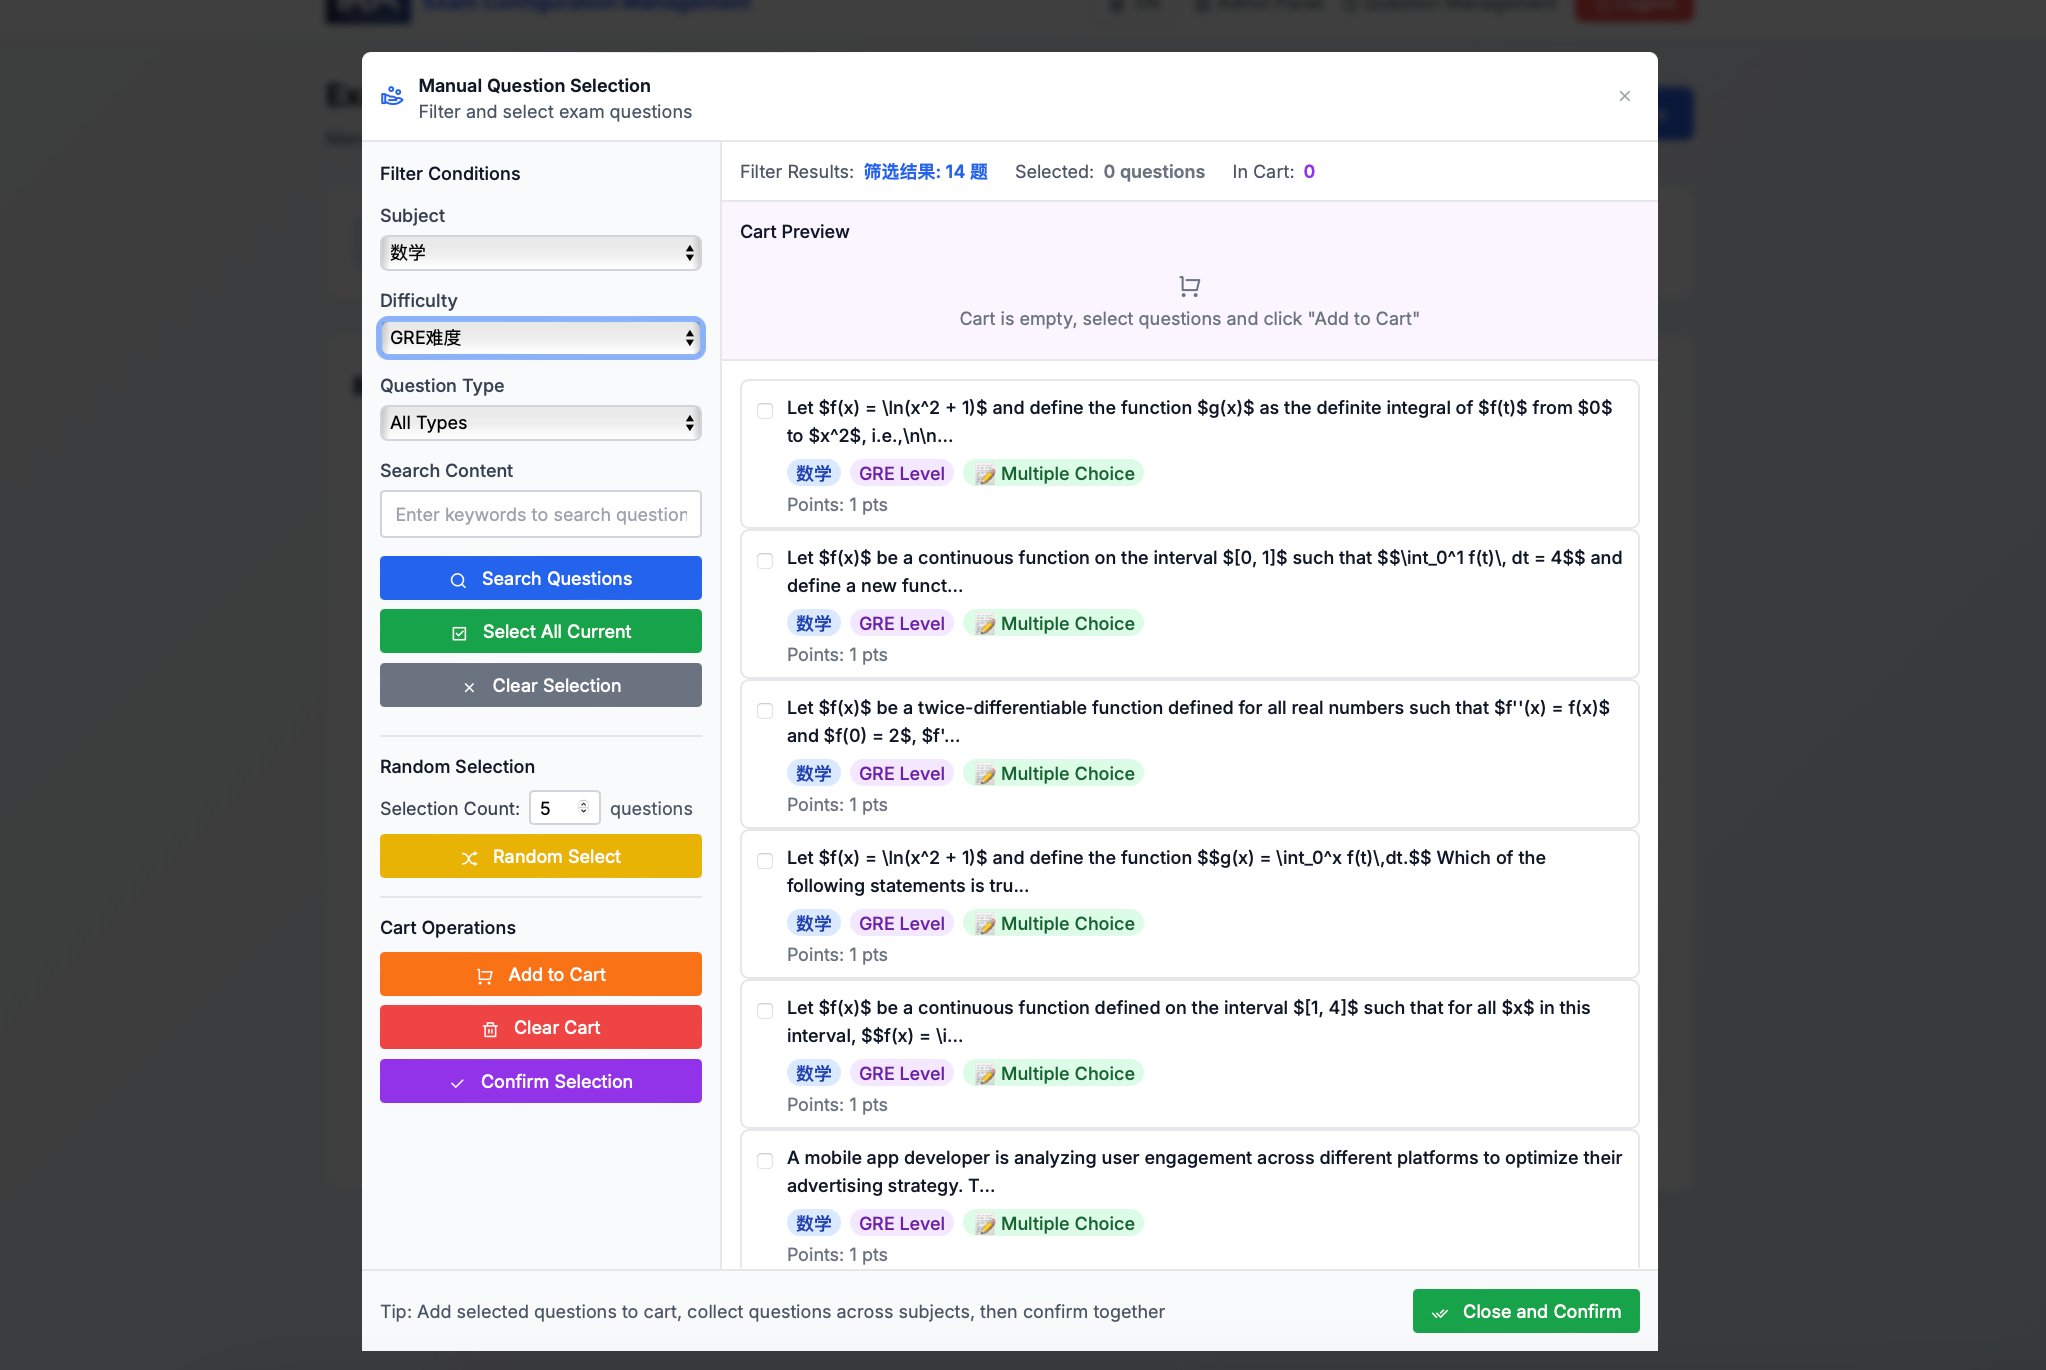 Exam Configuration Management
EN
Admin Panel
Question Management
Logout
Manual Question Selection
Filter and select exam questions
Filter Conditions
Subject
数学
Difficulty
GRE难度
Question Type
All Types
Search Content
Enter keywords to search question
Search Questions
Select All Current
Clear Selection
Random Selection
Selection Count: 5 questions
Random Select
Cart Operations
Add to Cart
Clear Cart
Confirm Selection
Filter Results: 筛选结果: 14 题 Selected: 0 questions In Cart: 0
Cart Preview
Cart is empty, select questions and click "Add to Cart"
Let $f(x) = \ln(x^2 + 1)$ and define the function $g(x)$ as the definite integral of $f(t)$ from $0$
to $x^2$, i.e.,\n\n...
数学 GRE Level 📝 Multiple Choice
Points: 1 pts
Let $f(x)$ be a continuous function on the interval $[0, 1]$ such that $$\int_0^1 f(t)\, dt = 4$$ and
define a new funct...
数学 GRE Level 📝 Multiple Choice
Points: 1 pts
Let $f(x)$ be a twice-differentiable function defined for all real numbers such that $f''(x) = f(x)$
and $f(0) = 2$, $f'...
数学 GRE Level 📝 Multiple Choice
Points: 1 pts
Let $f(x) = \ln(x^2 + 1)$ and define the function $$g(x) = \int_0^x f(t)\,dt.$$ Which of the
following statements is tru...
数学 GRE Level 📝 Multiple Choice
Points: 1 pts
Let $f(x)$ be a continuous function defined on the interval $[1, 4]$ such that for all $x$ in this
interval, $$f(x) = \i...
数学 GRE Level 📝 Multiple Choice
Points: 1 pts
A mobile app developer is analyzing user engagement across different platforms to optimize their
advertising strategy. T...
数学 GRE Level 📝 Multiple Choice
Points: 1 pts
Tip: Add selected questions to cart, collect questions across subjects, then confirm together
Close and Confirm